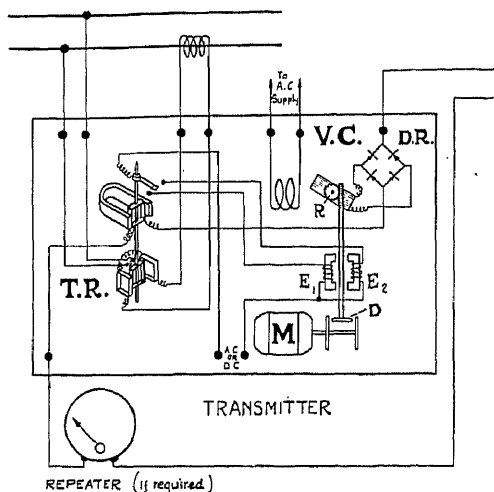 To
A.C
Supply
V.C.
D.R.
R
T.R.
E₁
E₂
D
M
A.C
OR
D.C
TRANSMITTER
REPEATER (if required)